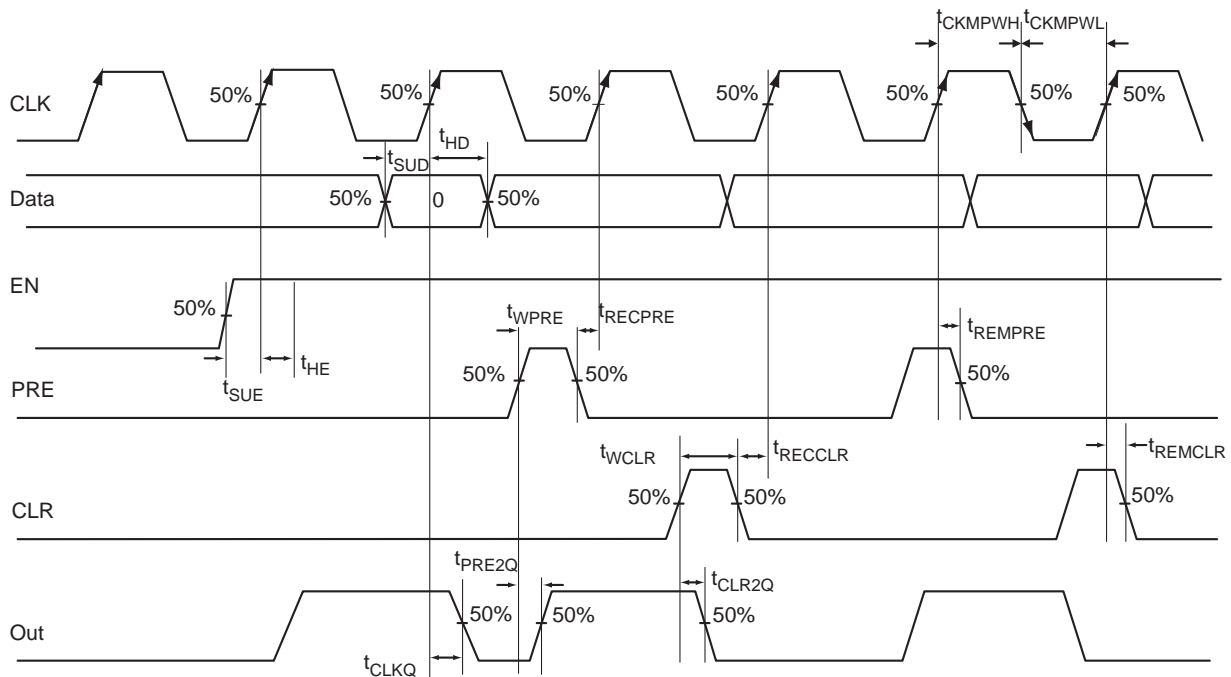 tCKMPWH tCKMPWL
CLK 50% 50% 50% 50% 50% 50% 50%
tSUD tHD
Data 50% 0 50%
EN
50%
tSUE tHE
tWPRE tRECPRE tREMPRE
PRE 50% 50% 50%
tWCLR tRECCLR tREMCLR
CLR 50% 50% 50%
tPRE2Q tCLR2Q
Out 50% 50% 50%
tCLKQ